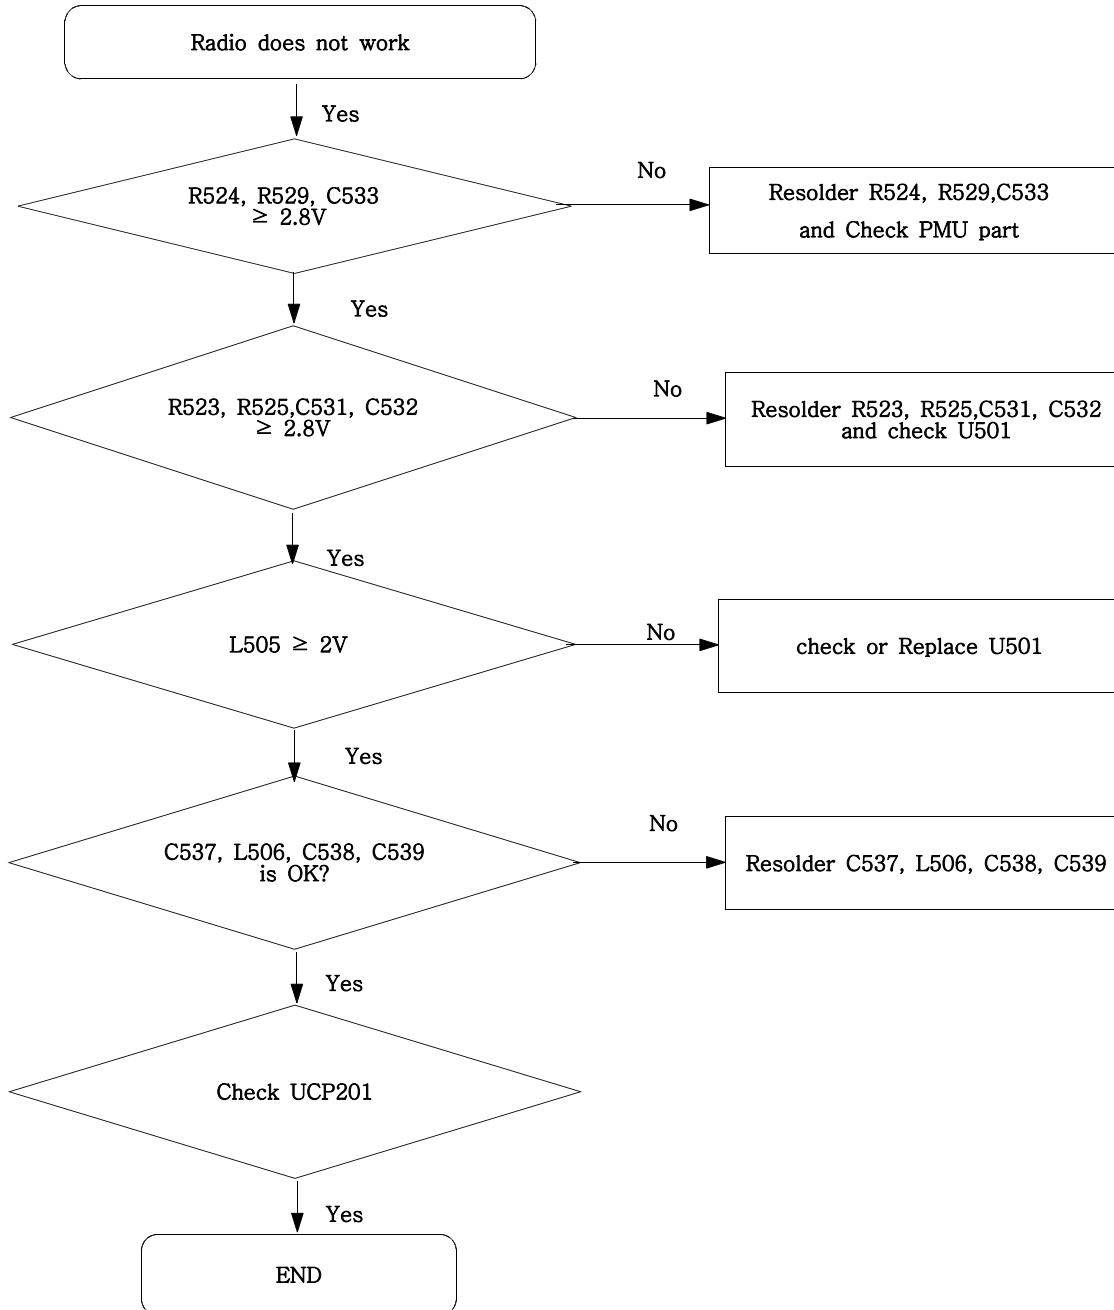 Radio does not work
Yes
R524, R529, C533
≥ 2.8V
No
Resolder R524, R529,C533
and Check PMU part
Yes
R523, R525,C531, C532
≥ 2.8V
No
Resolder R523, R525,C531, C532
and check U501
Yes
L505 ≥ 2V
No
check or Replace U501
Yes
C537, L506, C538, C539
is OK?
No
Resolder C537, L506, C538, C539
Yes
Check UCP201
Yes
END